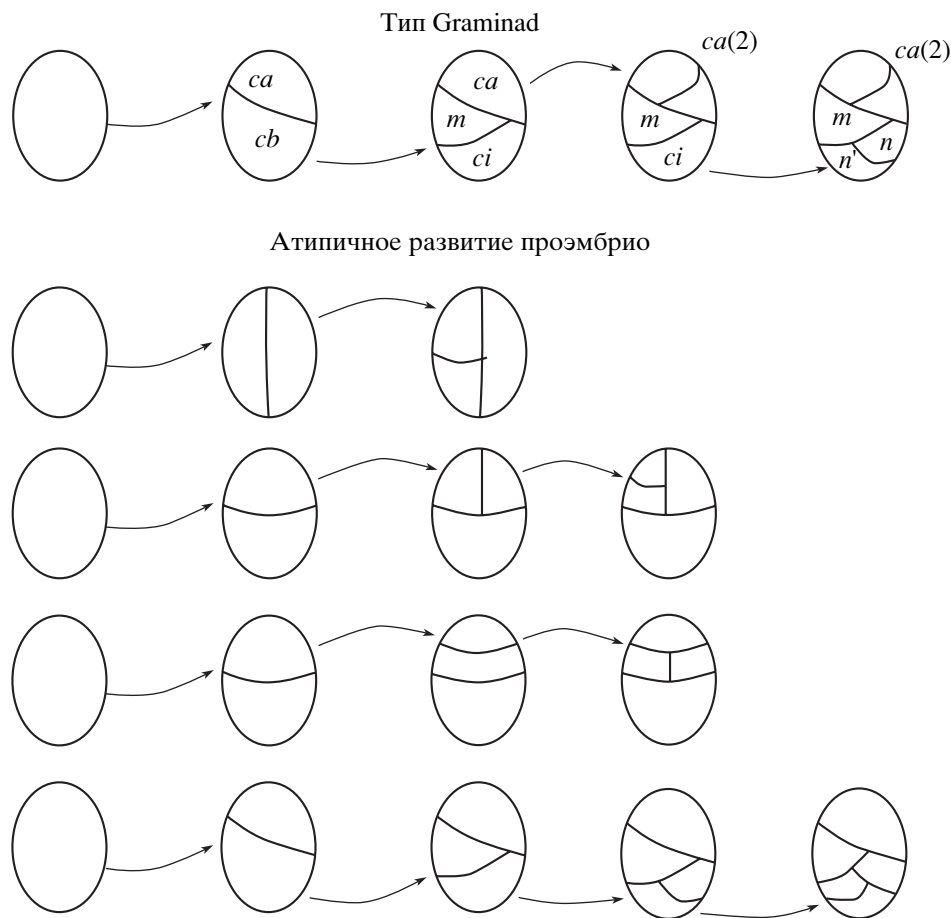 Тип Graminad
ca(2) ca(2)
ca ca
m m m
cb n
ci ci n'
Атипичное развитие проэмбрио